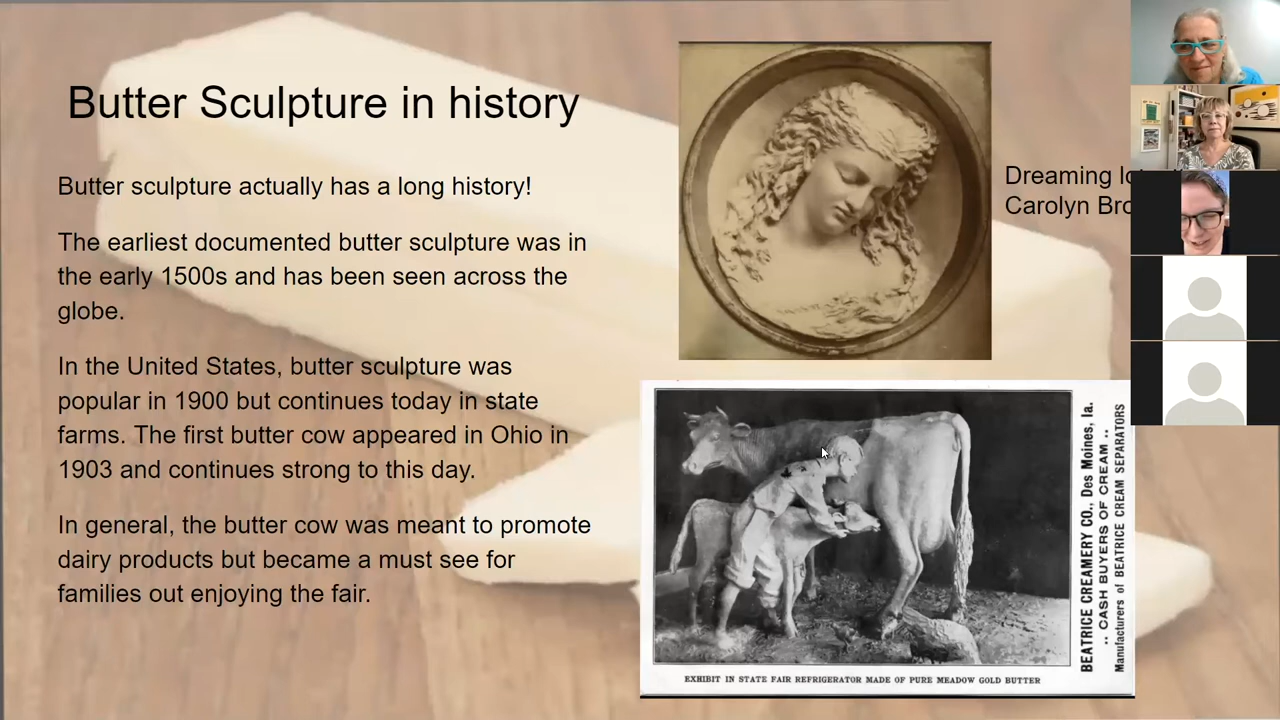 Butter Sculpture in history
Butter sculpture actually has a long history!
The earliest documented butter sculpture was in
the early 1500s and has been seen across the
globe.
In the United States, butter sculpture was
popular in 1900 but continues today in state
farms. The first butter cow appeared in Ohio in
1903 and continues strong to this day.
In general, the butter cow was meant to promote
dairy products but became a must see for
families out enjoying the fair.
Dreaming
Carolyn
BEATRICE CREAMERY CO., Des Moines, Ia.
.. CASH BUYERS OF CREAM ..
Manufacturers of BEATRICE CREAM SEPARATORS
EXHIBIT IN STATE FAIR REFRIGERATOR MADE OF PURE MEADOW GOLD BUTTER